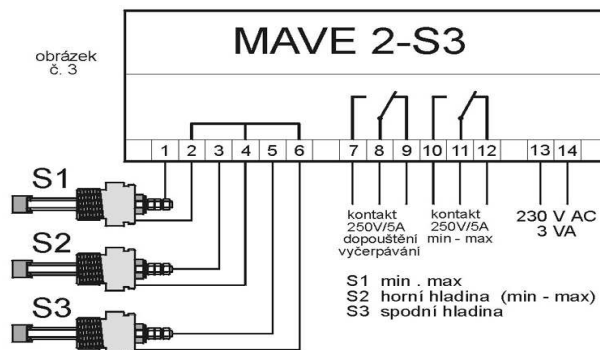 MAVE 2-S3
obrázek
č. 3
1 2 3 4 5 6 7 8 9 10 11 12 13 14
S1
S2
S3
kontakt
250V/5A
dopouštění
vyčerpávání
kontakt
250V/5A
min - max
230 V AC
3 VA
S1 min . max
S2 horní hladina (min - max)
S3 spodní hladina